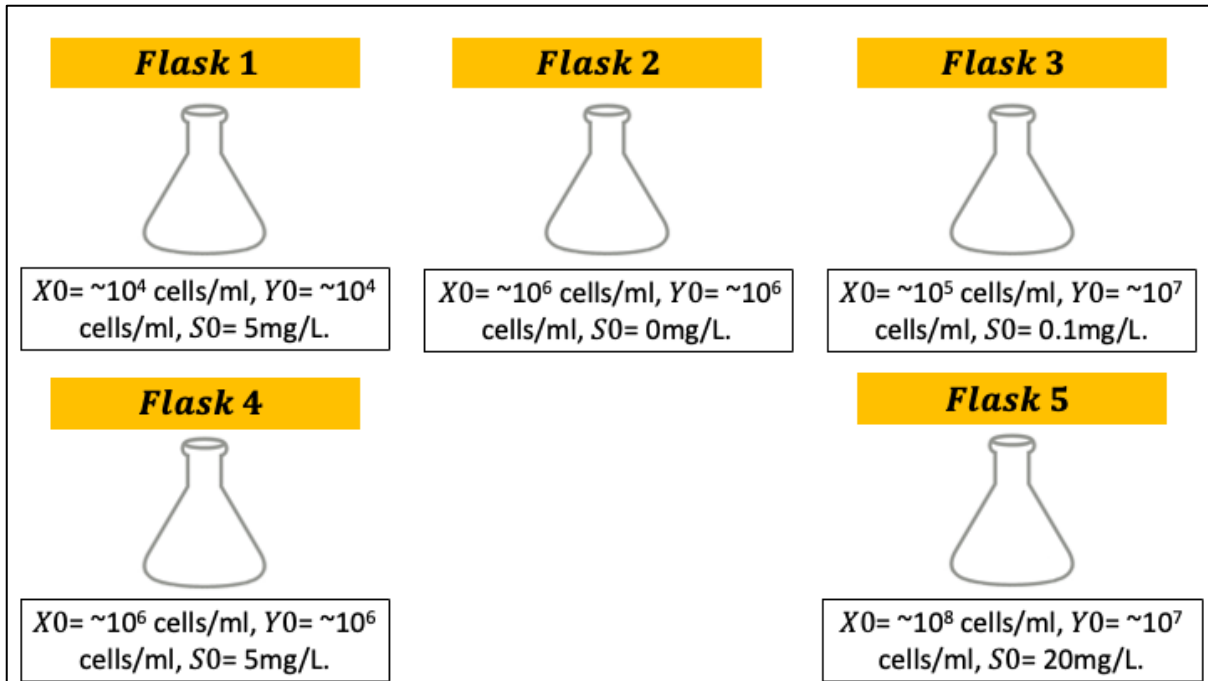 Flask 1
Flask 2
Flask 3
X0= ~10⁴ cells/ml, Y0= ~10⁴
cells/ml, S0= 5mg/L.
X0= ~10⁶ cells/ml, Y0= ~10⁶
cells/ml, S0= 0mg/L.
X0= ~10⁵ cells/ml, Y0= ~10⁷
cells/ml, S0= 0.1mg/L.
Flask 4
Flask 5
X0= ~10⁶ cells/ml, Y0= ~10⁶
cells/ml, S0= 5mg/L.
X0= ~10⁸ cells/ml, Y0= ~10⁷
cells/ml, S0= 20mg/L.